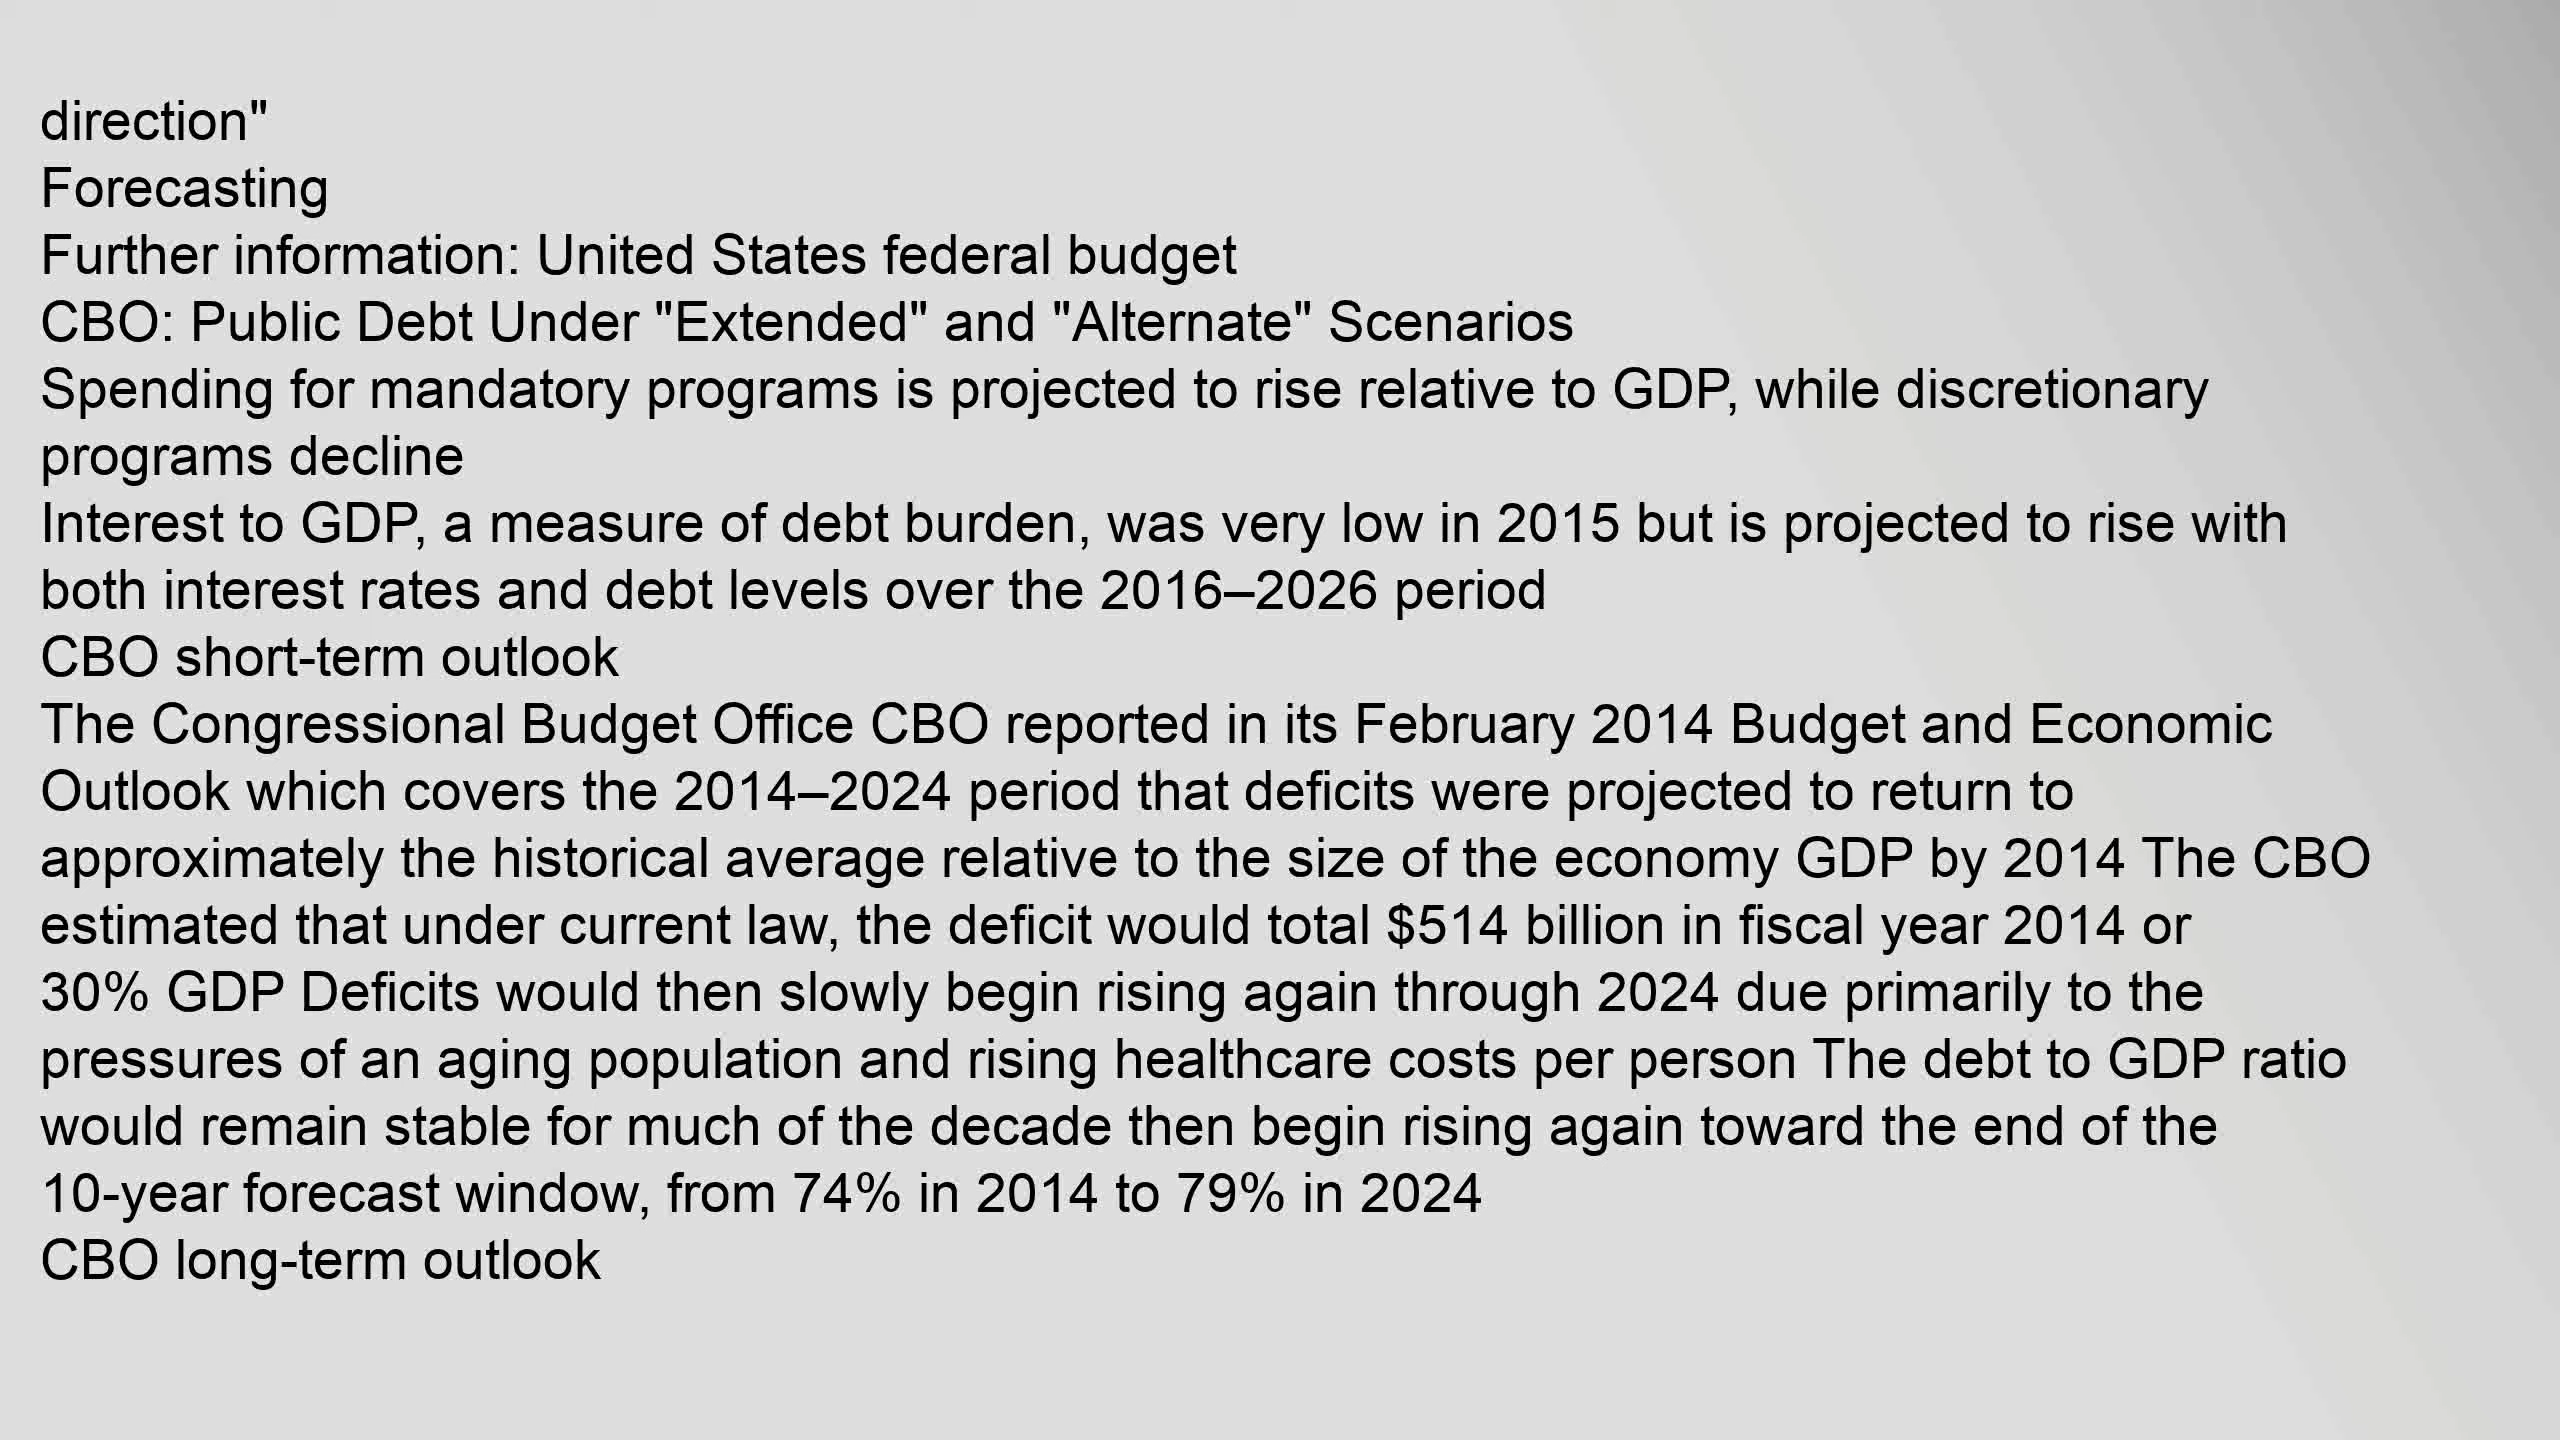 direction"
Forecasting
Further information: United States federal budget
CBO: Public Debt Under "Extended" and "Alternate" Scenarios
Spending for mandatory programs is projected to rise relative to GDP, while discretionary
programs decline
Interest to GDP, a measure of debt burden, was very low in 2015 but is projected to rise with
both interest rates and debt levels over the 2016–2026 period
CBO short-term outlook
The Congressional Budget Office CBO reported in its February 2014 Budget and Economic
Outlook which covers the 2014–2024 period that deficits were projected to return to
approximately the historical average relative to the size of the economy GDP by 2014 The CBO
estimated that under current law, the deficit would total $514 billion in fiscal year 2014 or
30% GDP Deficits would then slowly begin rising again through 2024 due primarily to the
pressures of an aging population and rising healthcare costs per person The debt to GDP ratio
would remain stable for much of the decade then begin rising again toward the end of the
10-year forecast window, from 74% in 2014 to 79% in 2024
CBO long-term outlook